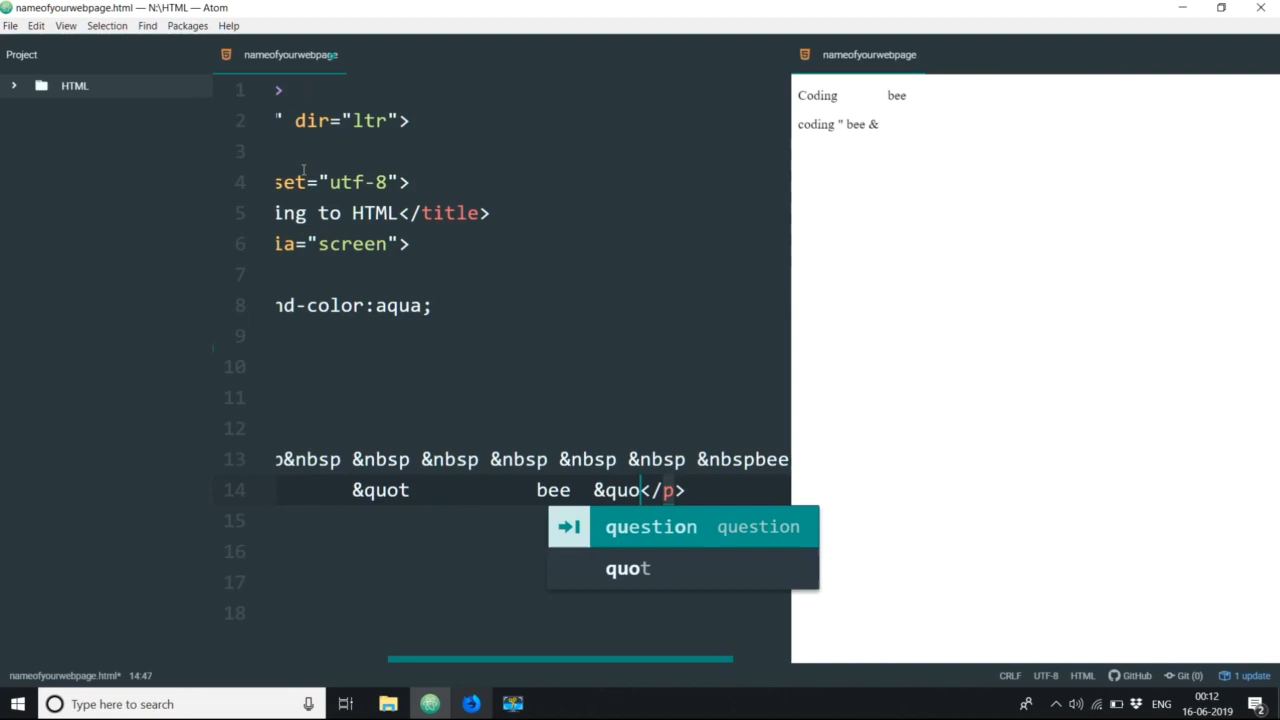 nameofyourwebpage.html — N:\HTML — Atom
File Edit View Selection Find Packages Help
Project
HTML
nameofyourwebpage
nameofyourwebpage
1 >
2 " dir="ltr">
3
4 set="utf-8">
5 ing to HTML</title>
6 ia="screen">
7
8 nd-color:aqua;
9
10
11
12
13 p&nbsp &nbsp &nbsp &nbsp &nbsp &nbsp &nbspbee
14 &quot bee &quo</p>
15
16
17
18
question question
quot
Coding bee
coding " bee &
nameofyourwebpage.html* 14:47
CRLF UTF-8 HTML GitHub Git (0) 1 update
Type here to search
ENG
00:12
16-06-2019
2